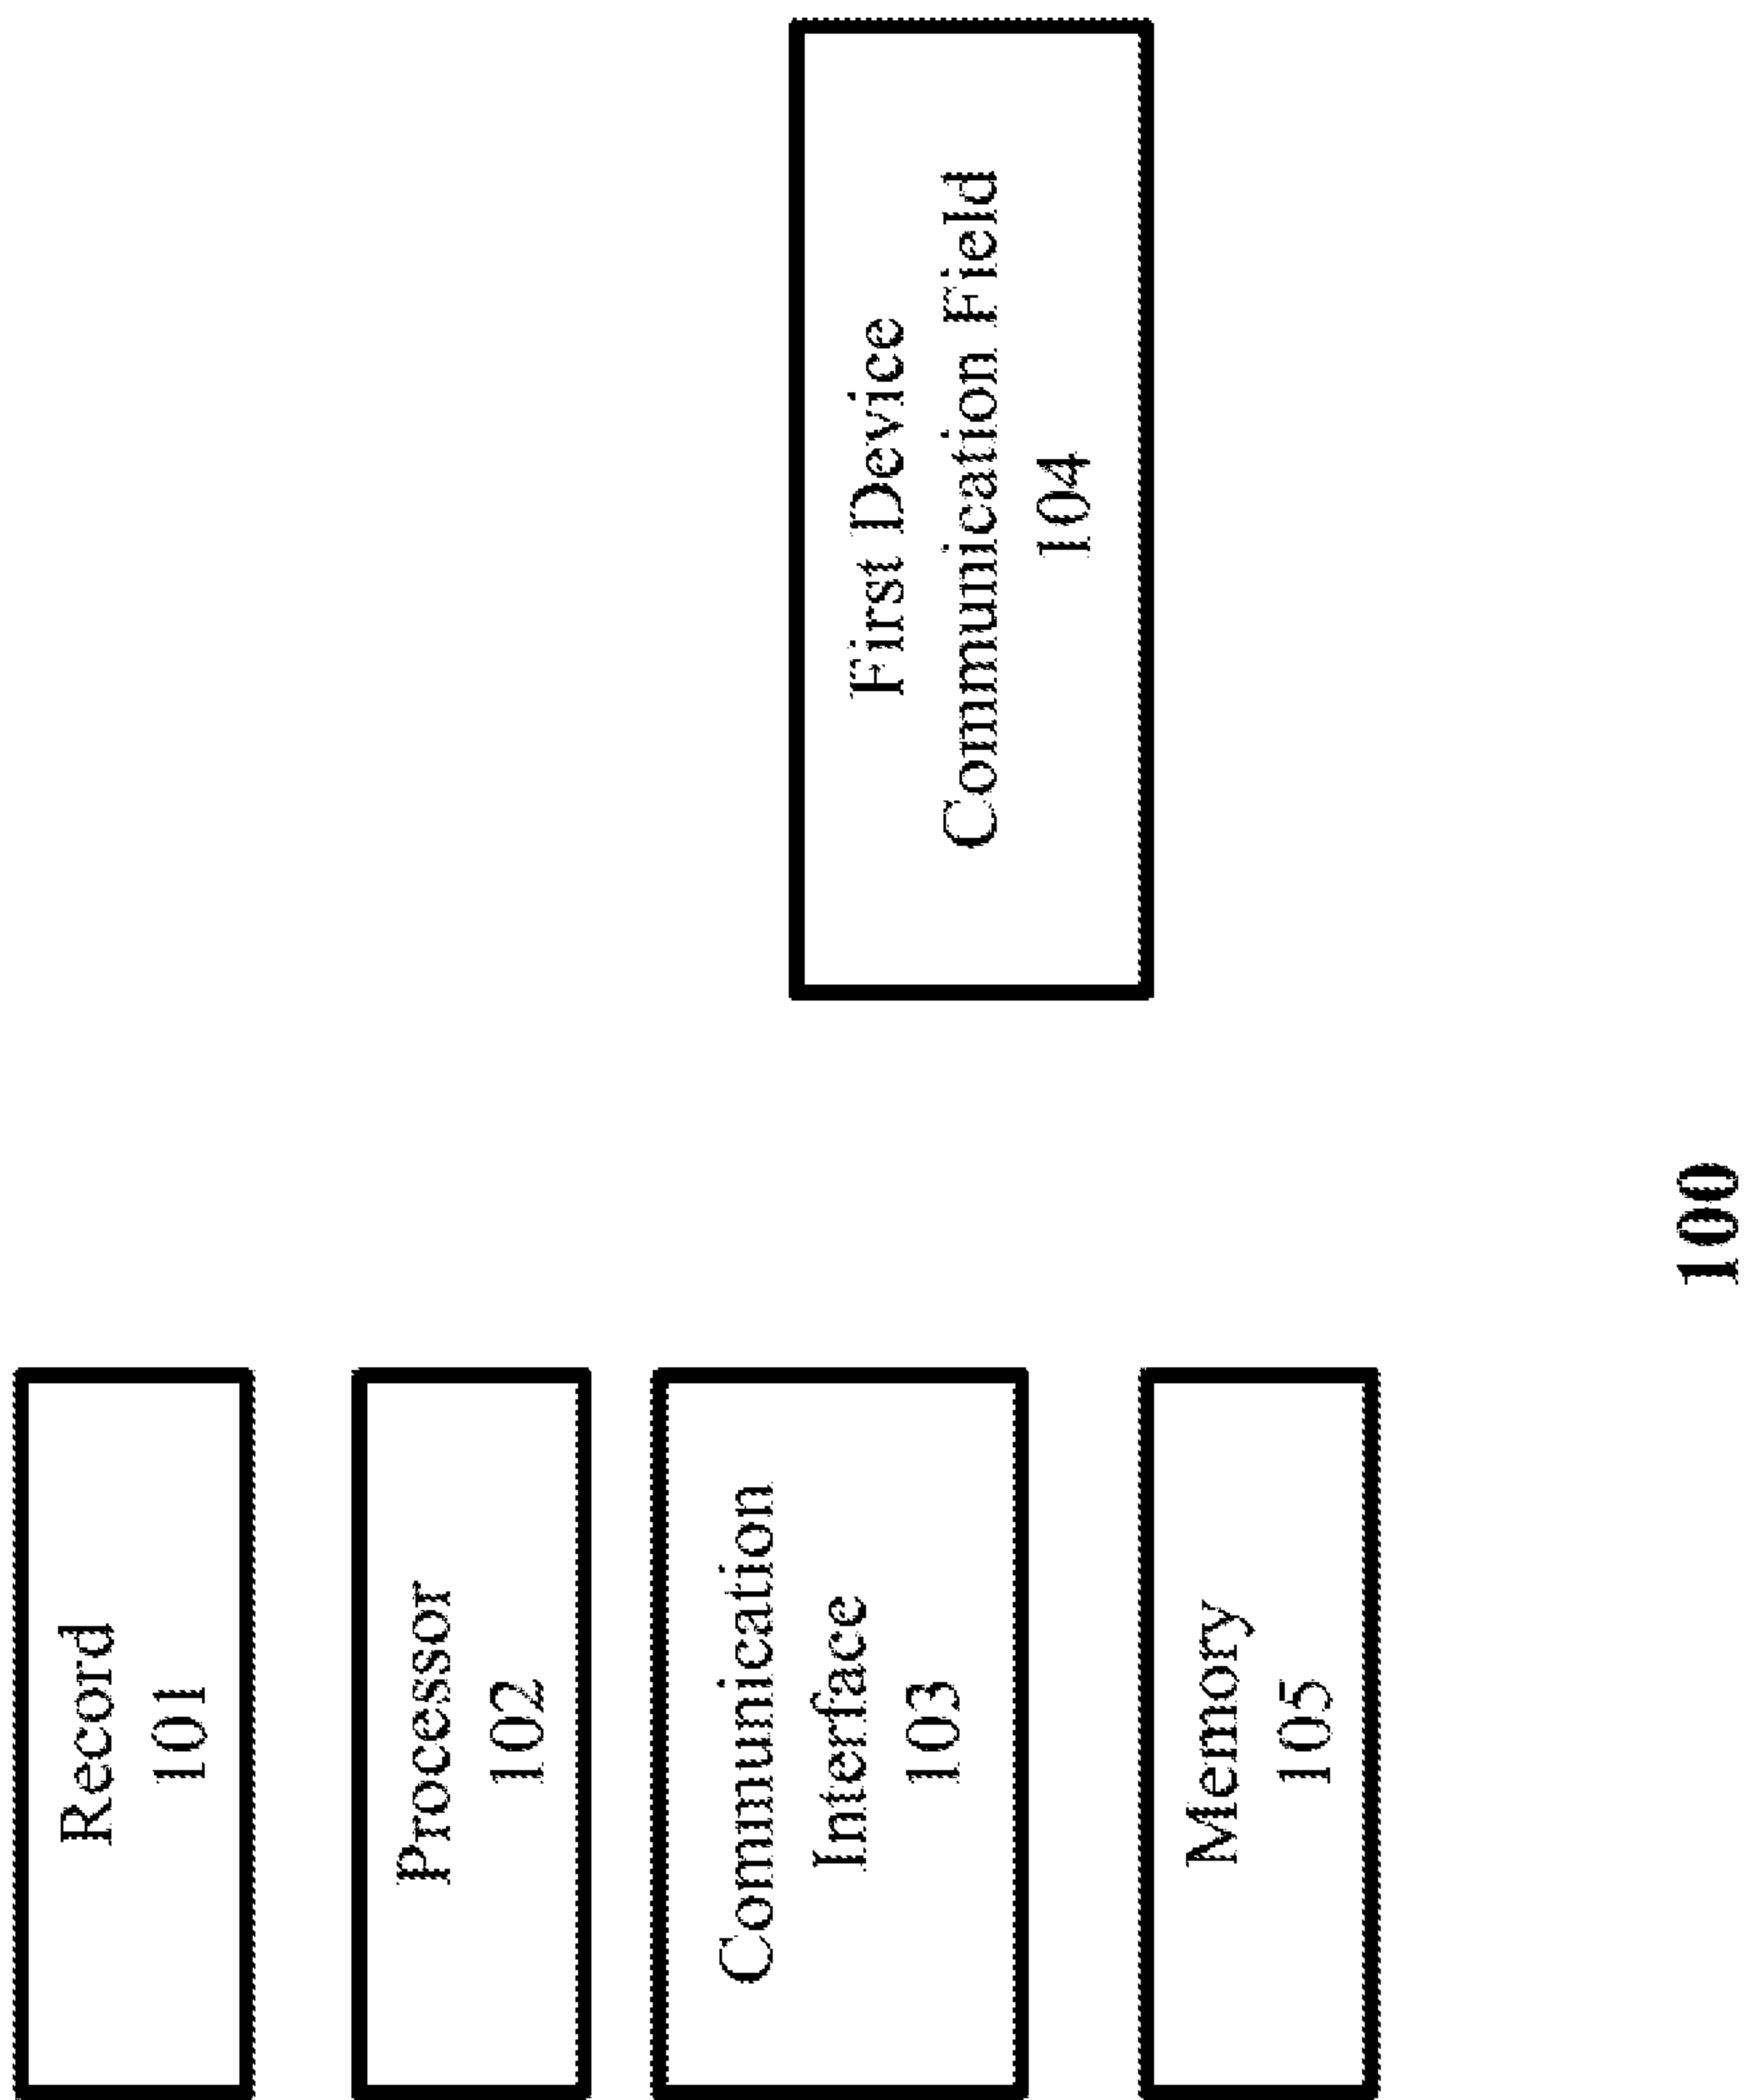 Record
101
Processor
102
Communication
Interface
103
First Device
Communication Field
104
Memory
105
100